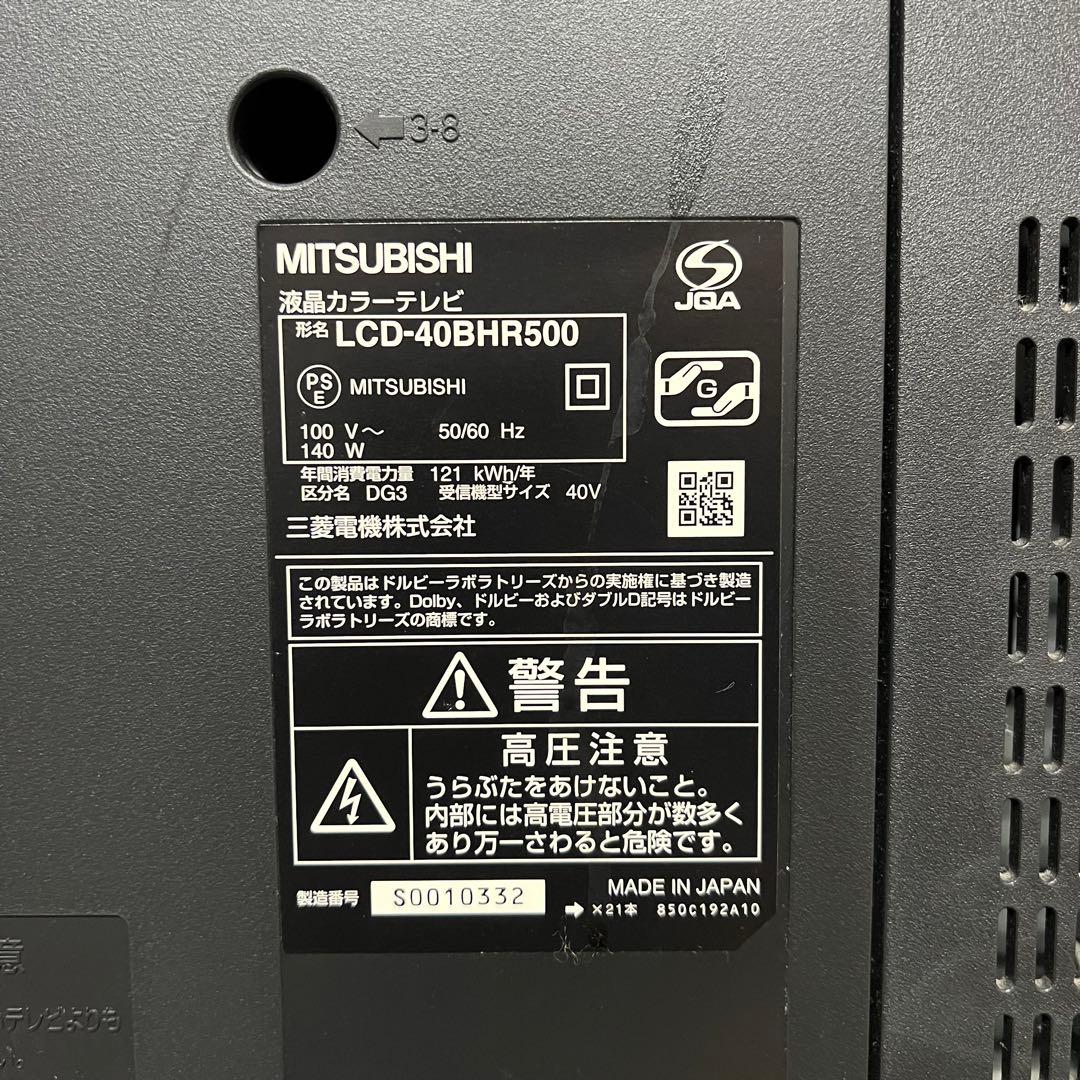 3-8
MITSUBISHI
JQA
液晶カラーテレビ
形名 LCD-40BHR500
PS
E
MITSUBISHI
G
100 V～ 50/60 Hz
140 W
年間消費電力量 121 kWh/年
区分名 DG3 受信機型サイズ 40V
三菱電機株式会社
この製品はドルビーラボラトリーズからの実施権に基づき製造
されています。Dolby、ドルビーおよびダブルD記号はドルビー
ラボラトリーズの商標です。
警告
高圧注意
うらぶたをあけないこと。
内部には高電圧部分が数多く
あり万一さわると危険です。
製造番号 S0010332
MADE IN JAPAN
×21本 850C192A10
意
テレビよりも